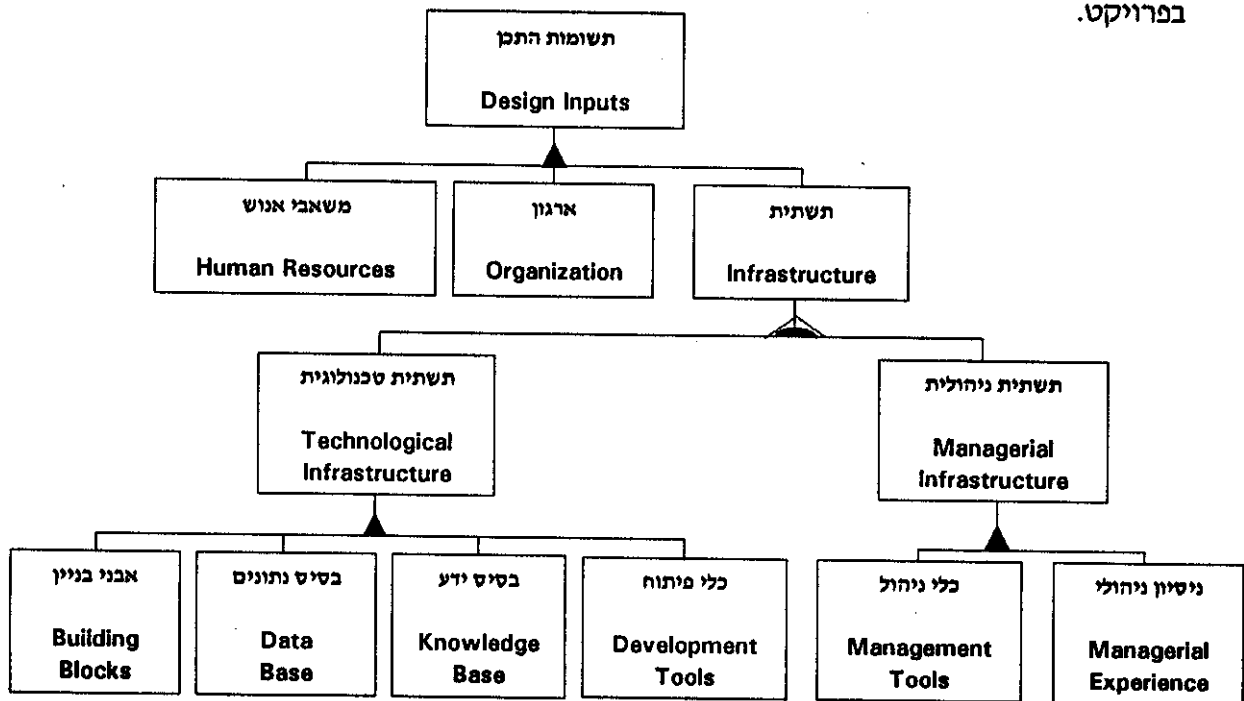 בפרויקט.
תשומות התכן
Design Inputs
משאבי אנוש
Human Resources
ארגון
Organization
תשתית
Infrastructure
תשתית טכנולוגית
Technological
Infrastructure
תשתית ניהולית
Managerial
Infrastructure
אבני בניין
Building
Blocks
בסיס נתונים
Data
Base
בסיס ידע
Knowledge
Base
כלי פיתוח
Development
Tools
כלי ניהול
Management
Tools
ניסיון ניהולי
Managerial
Experience